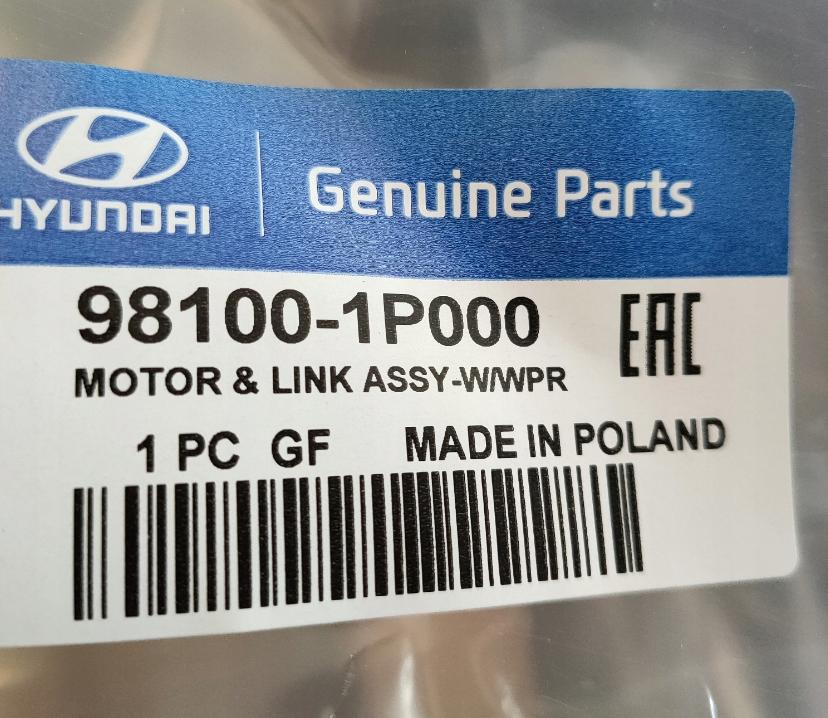 HYUNDAI
Genuine Parts
98100-1P000
EAC
MOTOR & LINK ASSY-W/WPR
1 PC GF MADE IN POLAND